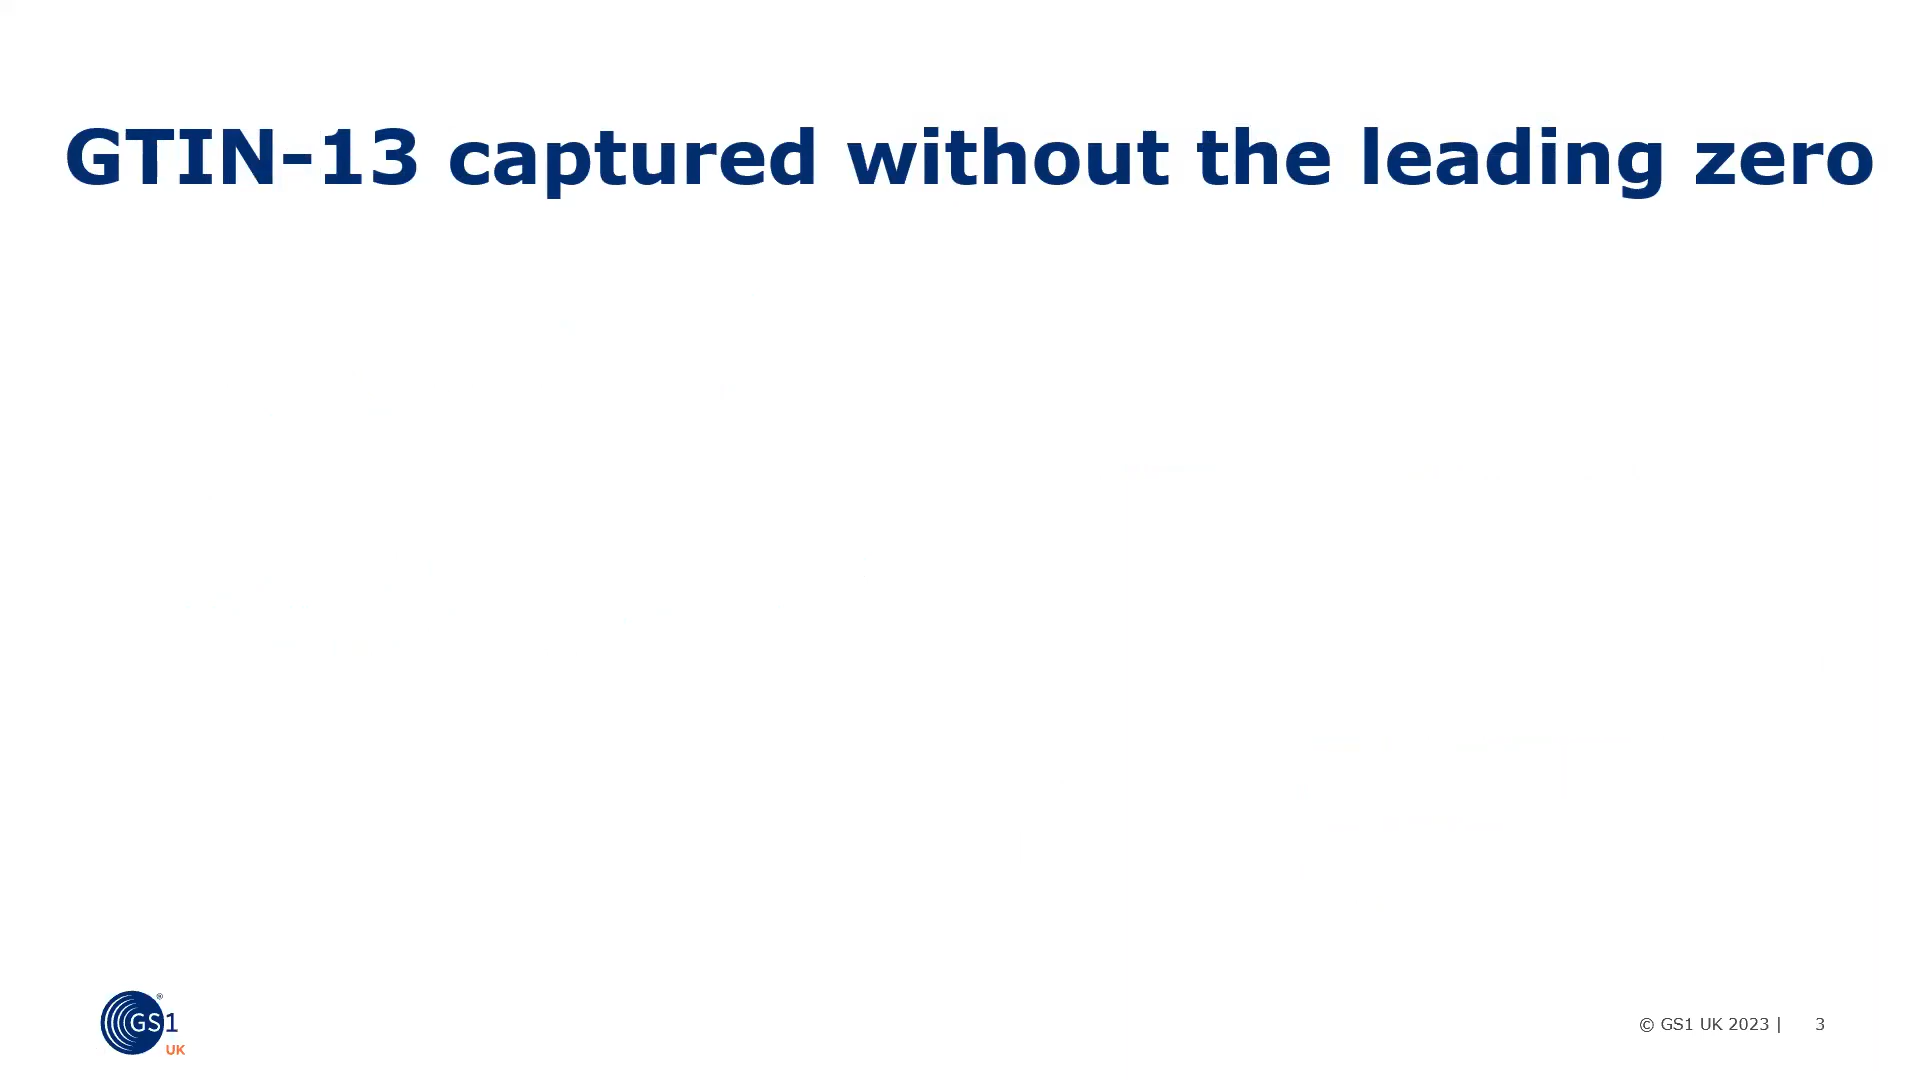 GTIN-13 captured without the leading zero
GS1
®
UK
© GS1 UK 2023 | 3